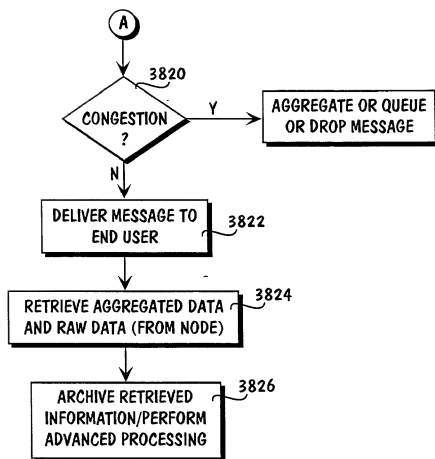 A
3820
CONGESTION
?
Y
AGGREGATE OR QUEUE
OR DROP MESSAGE
N
DELIVER MESSAGE TO
END USER
3822
RETRIEVE AGGREGATED DATA
AND RAW DATA (FROM NODE)
3824
ARCHIVE RETRIEVED
INFORMATION/PERFORM
ADVANCED PROCESSING
3826